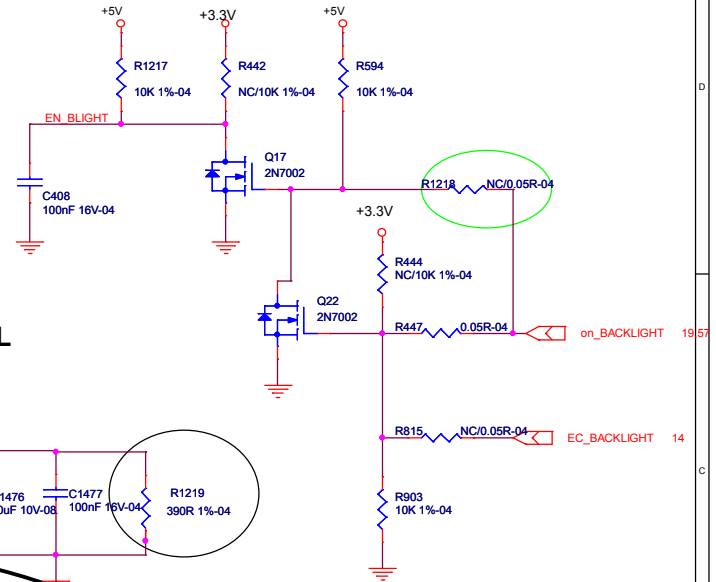 +5V
+3.3V
+5V
R1217
10K 1%-04
R442
NC/10K 1%-04
R594
10K 1%-04
D
EN_BLIGHT
Q17
2N7002
C408
100nF 16V-04
R1218
NC/0.05R-04
+3.3V
R444
NC/10K 1%-04
Q22
2N7002
R447
0.05R-04
on_BACKLIGHT
19,57
L
R815
NC/0.05R-04
EC_BACKLIGHT
14
C
1476
0uF 10V-08
C1477
100nF 16V-04
R1219
390R 1%-04
R903
10K 1%-04